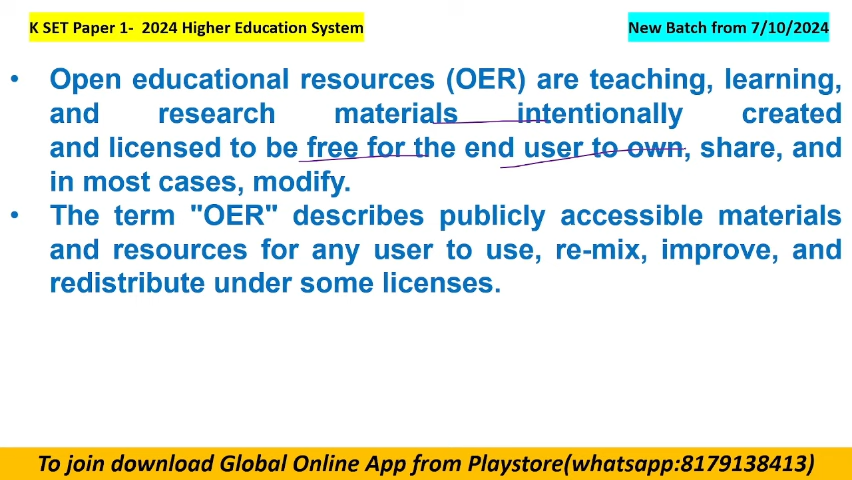 K SET Paper 1-  2024 Higher Education System
New Batch from 7/10/2024
• Open educational resources (OER) are teaching, learning,
and research materials intentionally created
and licensed to be free for the end user to own, share, and
in most cases, modify.
• The term "OER" describes publicly accessible materials
and resources for any user to use, re-mix, improve, and
redistribute under some licenses.
To join download Global Online App from Playstore(whatsapp:8179138413)